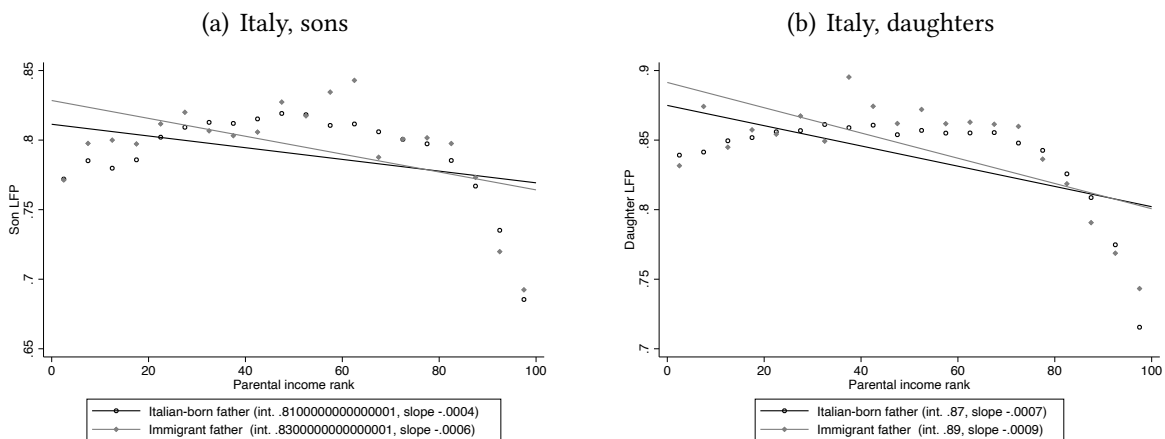 (a) Italy, sons
.85
.8
.75
.7
.65
Son LFP
0 20 40 60 80 100
Parental income rank
Italian-born father (int. .8100000000000001, slope -.0004)
Immigrant father (int. .8300000000000001, slope -.0006)
(b) Italy, daughters
.9
.85
.8
.75
.7
Daughter LFP
0 20 40 60 80 100
Parental income rank
Italian-born father (int. .87, slope -.0007)
Immigrant father (int. .89, slope -.0009)